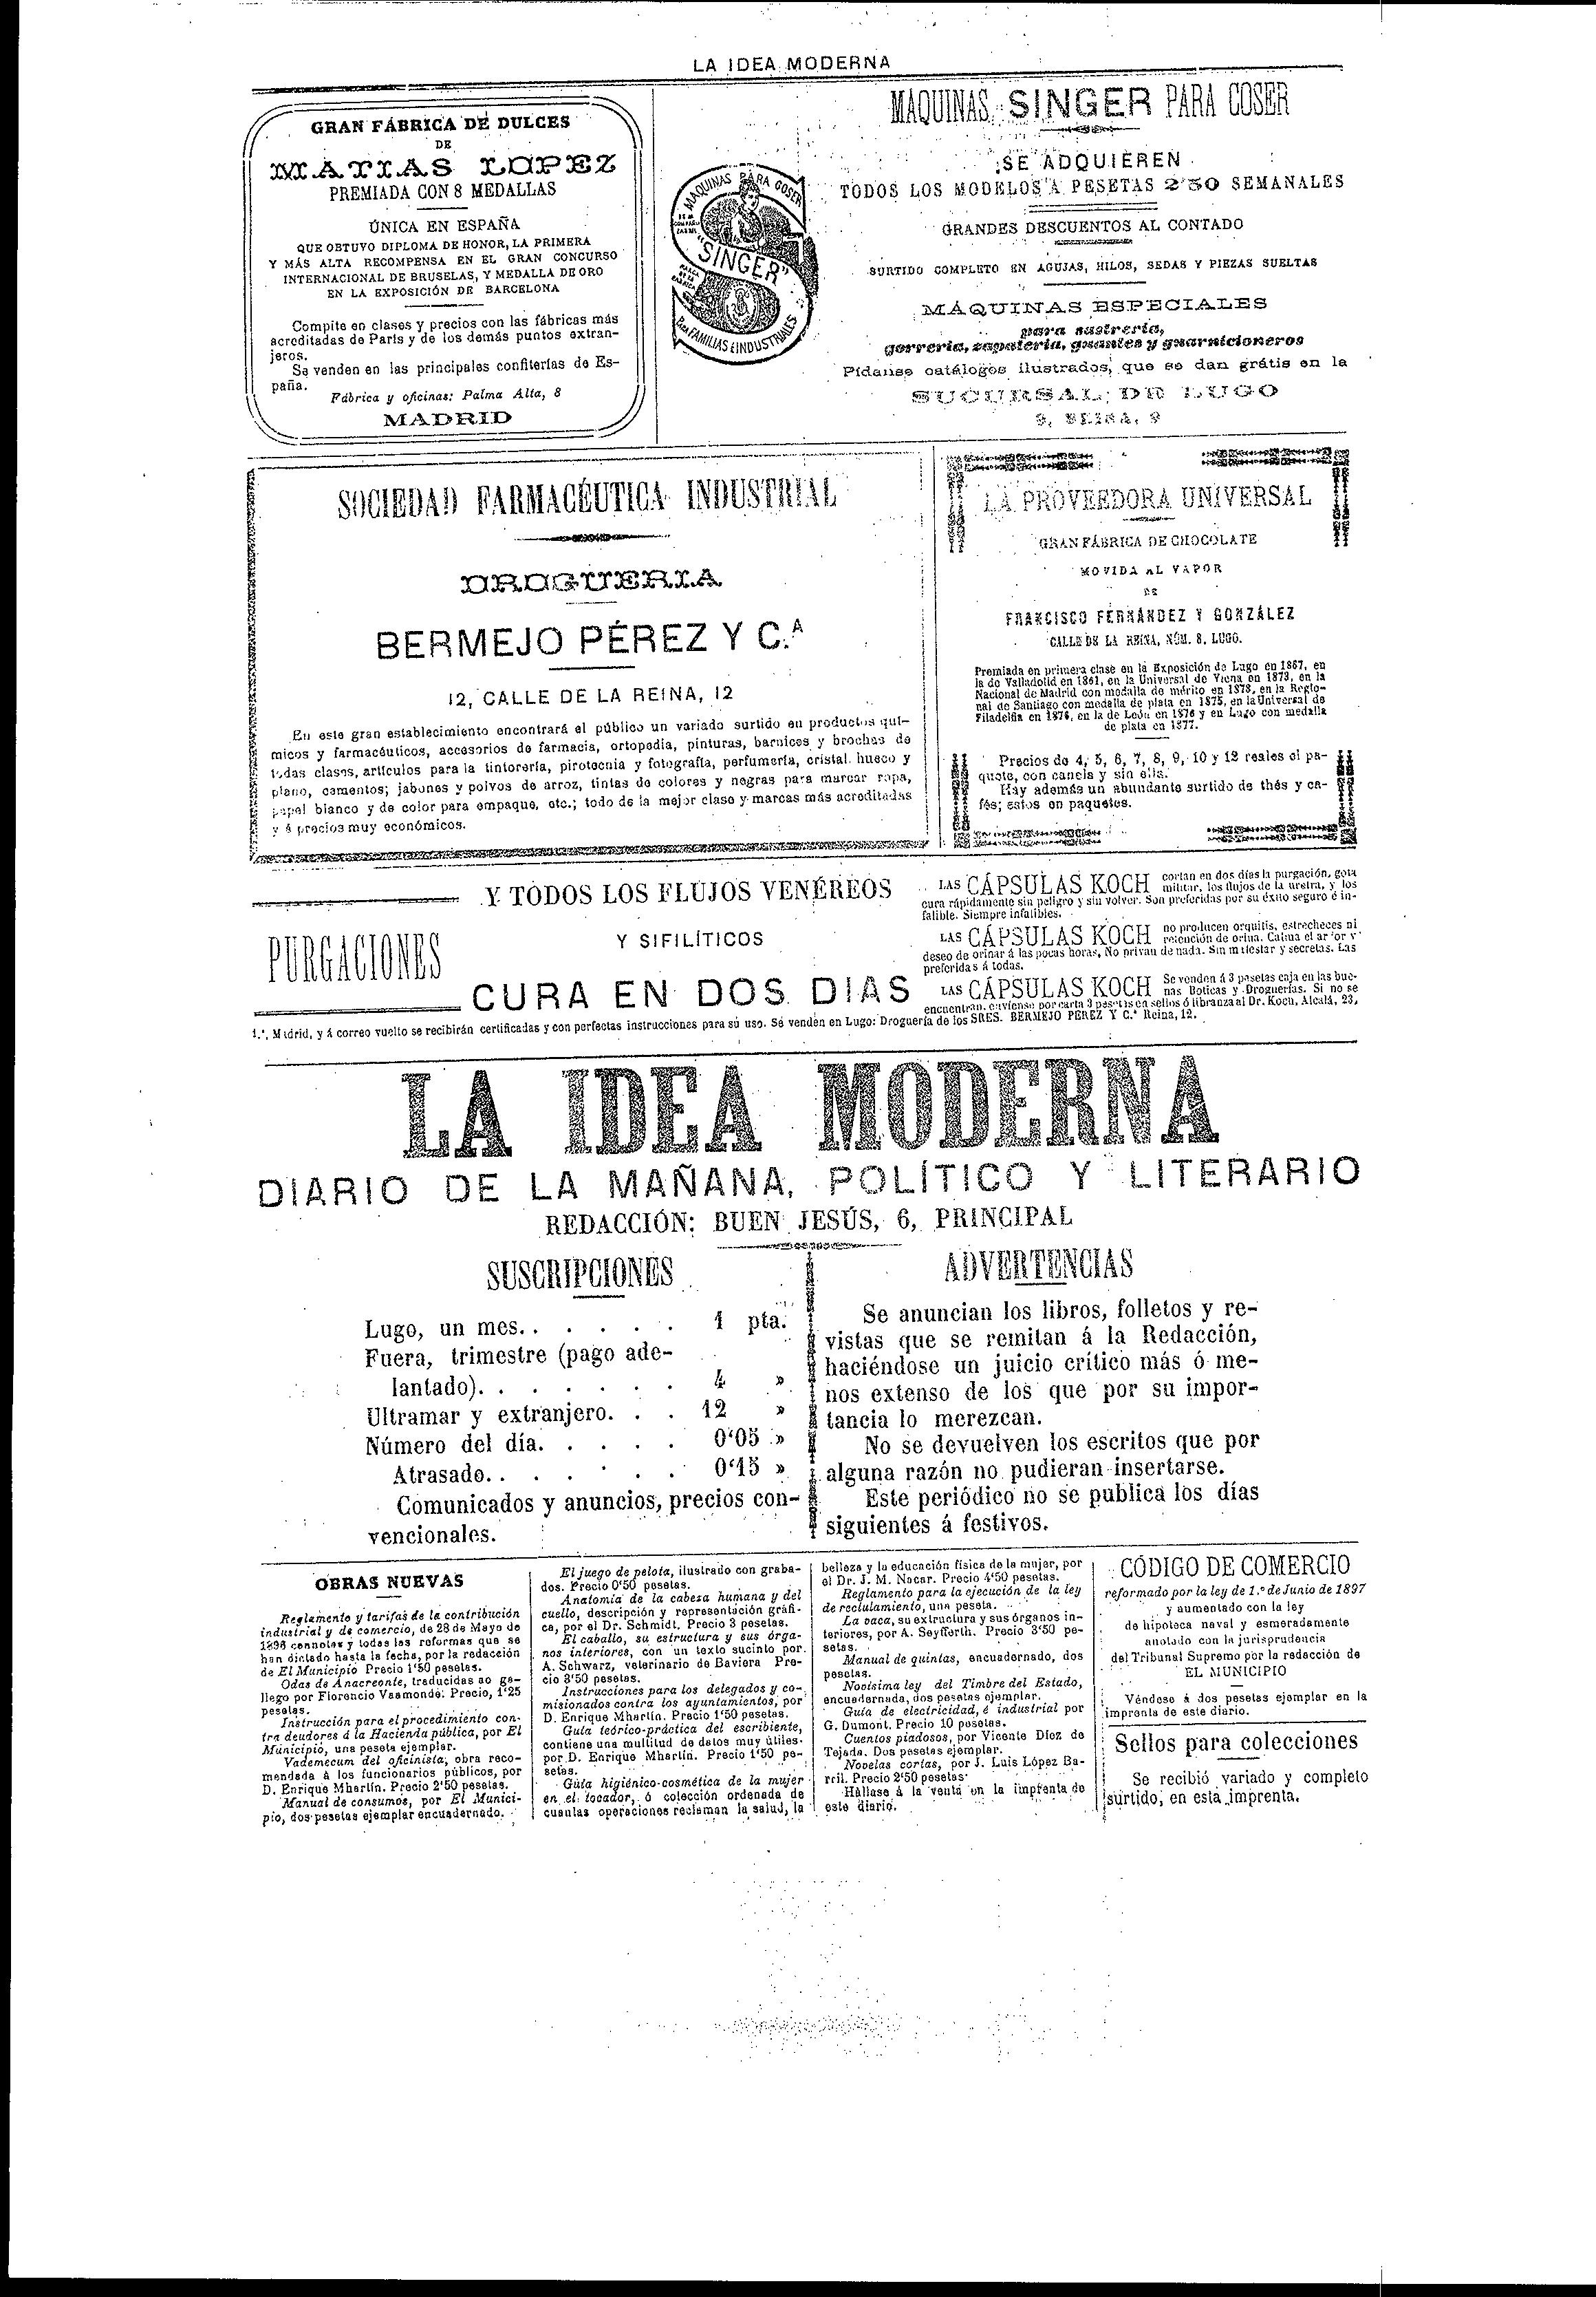 LA IDEA MODERNA
GRAN FÁBRICA DE DULCES
DE
MATIAS LOPEZ
PREMIADA CON 8 MEDALLAS
ÚNICA EN ESPAÑA
QUE OBTUVO DIPLOMA DE HONOR, LA PRIMERA
Y MÁS ALTA RECOMPENSA EN EL GRAN CONCURSO
INTERNACIONAL DE BRUSELAS, Y MEDALLA DE ORO
EN LA EXPOSICIÓN DE BARCELONA
Compite en clases y precios con las fábricas más
acreditadas de París y de los demás puntos extran-
jeros.
Se venden en las principales confiterías de Es-
paña.
Fábrica y oficinas: Palma Alta, 8
MADRID
MAQUINAS PARA COSER
"SINGER"
PARA FAMILIAS É INDUSTRIALES
MAQUINAS SINGER PARA COSER
SE ADQUIEREN
TODOS LOS MODELOS A PESETAS 2'50 SEMANALES
GRANDES DESCUENTOS AL CONTADO
SURTIDO COMPLETO EN AGUJAS, HILOS, SEDAS Y PIEZAS SUELTAS
MÁQUINAS ESPECIALES
para sastrería,
gorreria, zapatería, guantes y guarnicioneros
Pídanse catálogos ilustrados, que se dan grátis en la
SUCURSAL DE LUGO
9, REINA, 9
SOCIEDAD FARMACÉUTICA INDUSTRIAL
DROGUERIA
BERMEJO PÉREZ Y C.ᴬ
12, CALLE DE LA REINA, 12
En este gran establecimiento encontrará el público un variado surtido en productos quí-
micos y farmacéuticos, accesorios de farmacia, ortopedia, pinturas, barnices y brochas de
todas clases, artículos para la tintorería, pirotecnia y fotografía, perfumería, cristal hueco y
plano, cementos; jabones y polvos de arroz, tintas de colores y negras para marcar ropa,
papel blanco y de color para empaque, etc.; todo de la mejor clase y marcas más acreditadas
y á precios muy económicos.
LA PROVEEDORA UNIVERSAL
GRAN FÁBRICA DE CHOCOLATE
MOVIDA AL VAPOR
DE
FRANCISCO FERNÁNDEZ Y GONZÁLEZ
CALLE DE LA REINA, NÚM. 8, LUGO.
Premiada en primera clase en la Exposición de Lugo en 1867, en
la de Valladolid en 1861, en la Universal de Viena en 1873, en la
Nacional de Madrid con medalla de mérito en 1873, en la Regio-
nal de Santiago con medalla de plata en 1875, en la Universal de
Filadelfia en 1876, en la de León en 1876 y en Lugo con medalla
de plata en 1877.
Precios de 4, 5, 6, 7, 8, 9, 10 y 12 reales el pa-
quete, con canela y sin ella.
Hay además un abundante surtido de thés y ca-
fés; estos en paquetes.
PURGACIONES
Y TODOS LOS FLUJOS VENÉREOS
Y SIFILÍTICOS
CURA EN DOS DIAS
LAS CÁPSULAS KOCH cortan en dos días la purgación, gota
militar, los flujos de la uretra, y los
cura rápidamente sin peligro y sin volver. Son preferidas por su éxito seguro é in-
falible. Siempre infalibles.
LAS CÁPSULAS KOCH no producen orquitis, estrecheces ni
retención de orina. Calma el ardor y
deseo de orinar á las pocas horas, No privan de nada. Sin malestar y secretas. Las
preferidas á todas.
LAS CÁPSULAS KOCH Se venden á 3 pesetas caja en las bue-
nas Boticas y Droguerías. Si no se
encuentran, envíense por carta 3 pesetas en sellos ó libranza al Dr. Koch, Alcalá, 23,
1.º, Madrid, y á correo vuelto se recibirán certificadas y con perfectas instrucciones para su uso. Se venden en Lugo: Droguería de los SRES. BERMEJO PEREZ Y C.ª Reina, 12.
LA IDEA MODERNA
DIARIO DE LA MAÑANA, POLÍTICO Y LITERARIO
REDACCIÓN: BUEN JESÚS, 6, PRINCIPAL
SUSCRIPCIONES
Lugo, un mes. . . . . . . 1 pta.
Fuera, trimestre (pago ade-
lantado). . . . . . . . 4 »
Ultramar y extranjero. . . 12 »
Número del día. . . . . . 0'05 »
Atrasado. . . . . . . . 0'15 »
Comunicados y anuncios, precios con-
vencionales.
ADVERTENCIAS
Se anuncian los libros, folletos y re-
vistas que se remitan á la Redacción,
haciéndose un juicio crítico más ó me-
nos extenso de los que por su impor-
tancia lo merezcan.
No se devuelven los escritos que por
alguna razón no pudieran insertarse.
Este periódico no se publica los días
siguientes á festivos.
OBRAS NUEVAS
Reglamento y tarifas de la contribución
industrial y de comercio, de 28 de Mayo de
1896 con notas y todas las reformas que se
han dictado hasta la fecha, por la redacción
de El Municipio Precio 1'50 pesetas.
Odas de Anacreonte, traducidas ao ga-
llego por Florencio Vaamonde: Precio, 1'25
pesetas.
Instrucción para el procedimiento con-
tra deudores á la Hacienda pública, por El
Municipio, una peseta ejemplar.
Vademecum del oficinista, obra reco-
mendada á los funcionarios públicos, por
D. Enrique Mhartín. Precio 2'50 pesetas.
Manual de consumos, por El Munici-
pio, dos pesetas ejemplar encuadernado.
El juego de pelota, ilustrado con graba-
dos. Precio 0'50 pesetas.
Anatomía de la cabeza humana y del
cuello, descripción y representación gráfi-
ca, por el Dr. Schmidt. Precio 3 pesetas.
El caballo, su estructura y sus órga-
nos interiores, con un texto sucinto por
A. Schwarz, veterinario de Baviera Pre-
cio 3'50 pesetas.
Instrucciones para los delegados y co-
misionados contra los ayuntamientos, por
D. Enrique Mhartín. Precio 1'50 pesetas.
Guía teórico-práctica del escribiente,
contiene una multitud de datos muy útiles.
por D. Enrique Mhartín. Precio 1'50 pe-
setas.
Guía higiénico-cosmética de la mujer
en el tocador, ó colección ordenada de
cuantas operaciones reclaman la salud, la
belleza y la educación física de la mujer, por
el Dr. J. M. Nacar. Precio 4'50 pesetas.
Reglamento para la ejecución de la ley
de reclutamiento, una peseta.
La vaca, su extructura y sus órganos in-
teriores, por A. Seyfferth. Precio 3'50 pe-
setas.
Manual de quintas, encuadernado, dos
pesetas.
Novísima ley del Timbre del Estado,
encuadernada, dos pesetas ejemplar.
Guía de electricidad, é industrial por
G. Dumont. Precio 10 pesetas.
Cuentos piadosos, por Vicente Díez de
Tejada. Dos pesetas ejemplar.
Novelas cortas, por J. Luis López Ba-
rril. Precio 2'50 pesetas
Hállase á la venta en la imprenta de
este diario.
CÓDIGO DE COMERCIO
reformado por la ley de 1.º de Junio de 1897
y aumentado con la ley
de hipoteca naval y esmeradamente
anotado con la jurisprudencia
del Tribunal Supremo por la redacción de
EL MUNICIPIO
Véndese á dos pesetas ejemplar en la
imprenta de este diario.
Sellos para colecciones
Se recibió variado y completo
surtido, en esta imprenta.